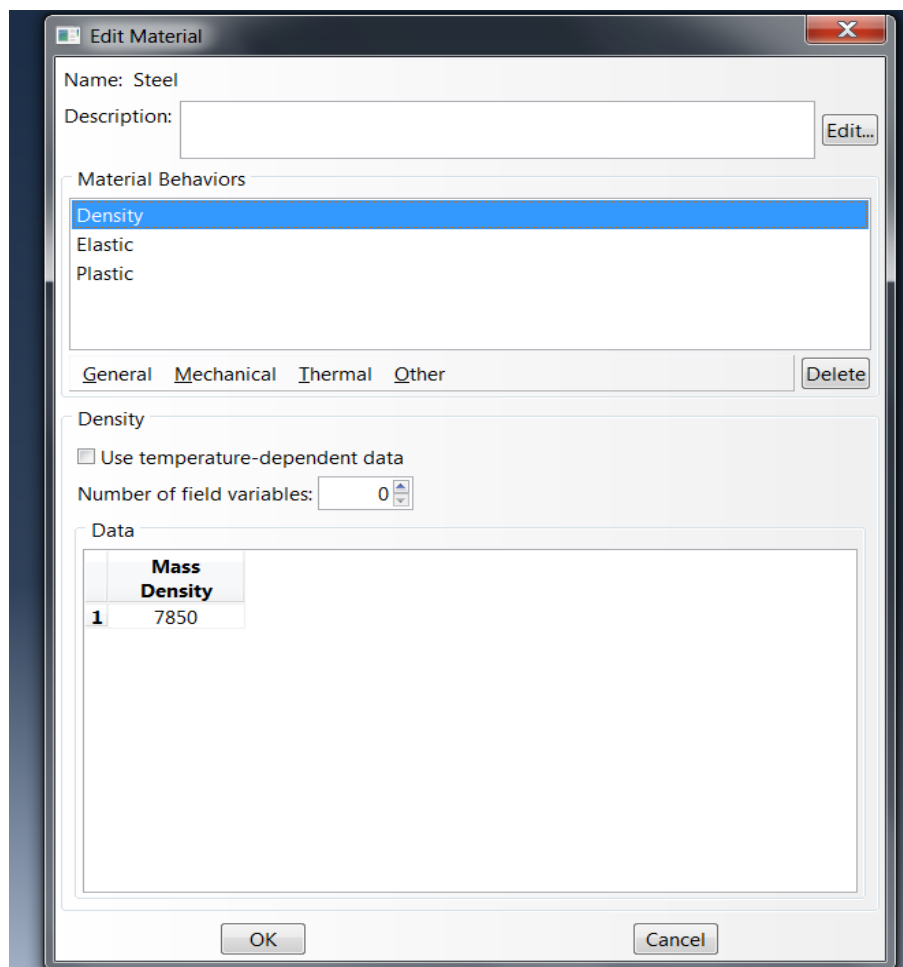 Edit Material
X
Name: Steel
Description:
Edit...
Material Behaviors
Density
Elastic
Plastic
General Mechanical Thermal Other Delete
Density
Use temperature-dependent data
Number of field variables: 0
Data
Mass
Density
1 7850
OK Cancel